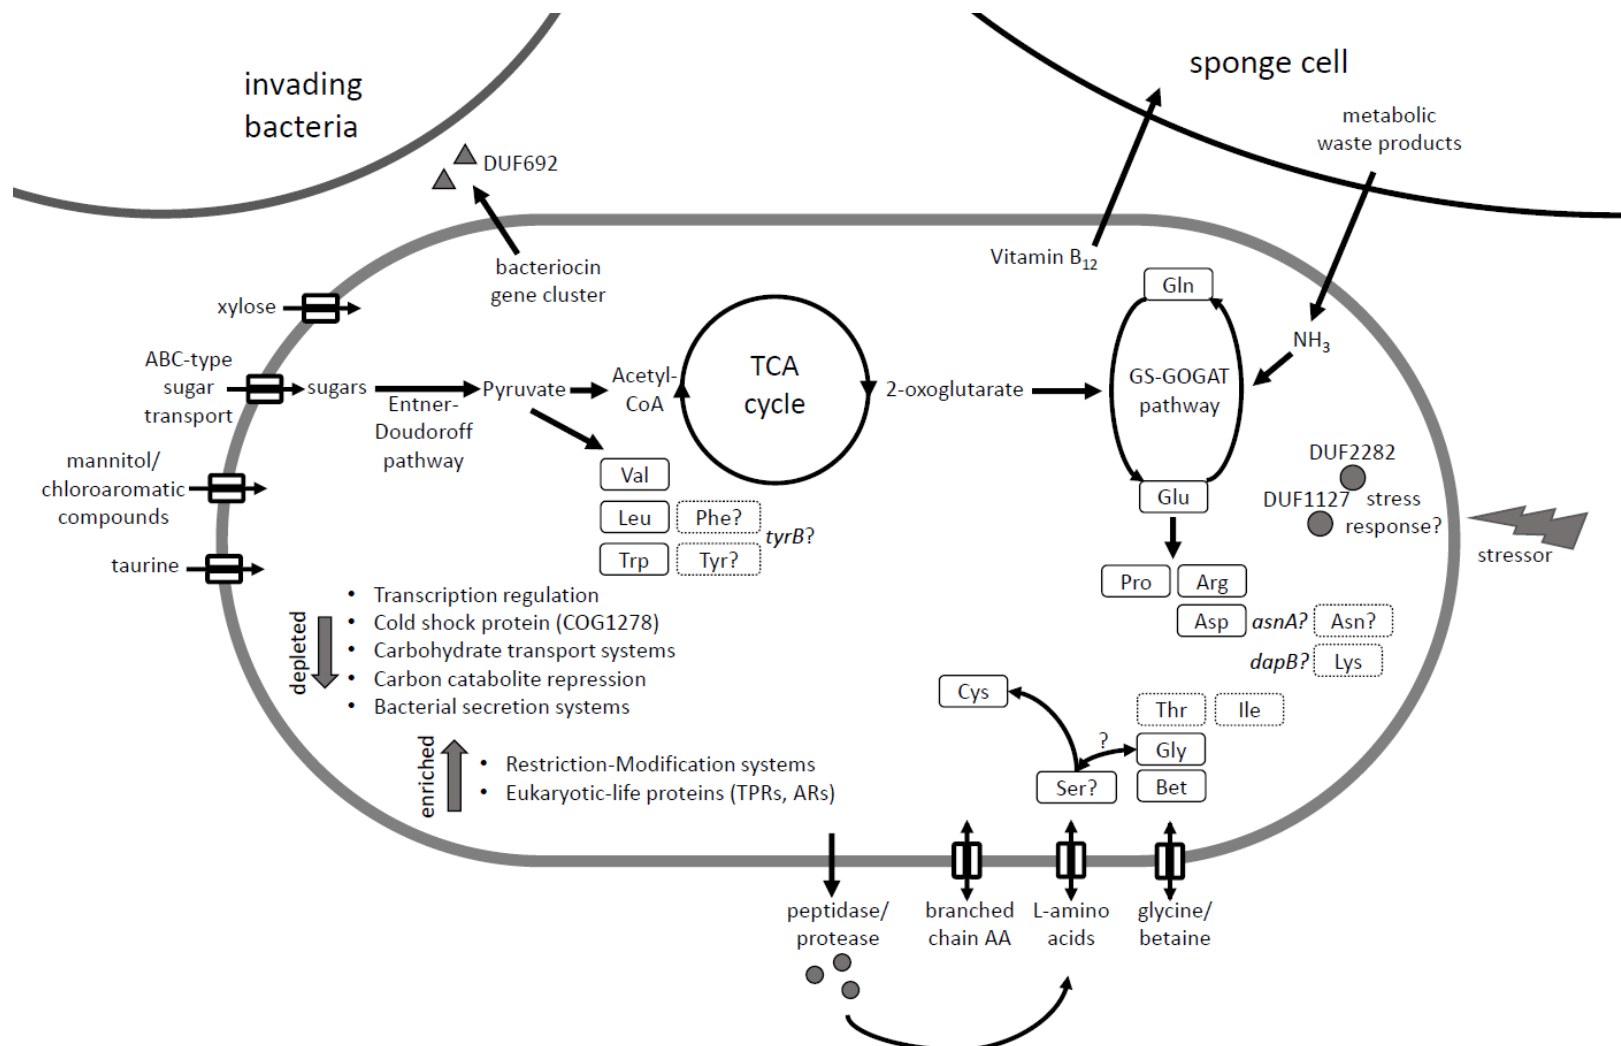 invading
bacteria
sponge cell
metabolic
waste products
DUF692
bacteriocin
gene cluster
Vitamin B12
xylose
ABC-type
sugar
transport
sugars
Entner-
Doudoroff
pathway
Pyruvate
Acetyl-
CoA
TCA
cycle
2-oxoglutarate
Gln
GS-GOGAT
pathway
Glu
NH3
mannitol/
chloroaromatic
compounds
taurine
Val
Leu
Phe?
Trp
Tyr?
tyrB?
DUF2282
DUF1127
stress
response?
stressor
Pro
Arg
Asp
asnA?
Asn?
dapB?
Lys
depleted
• Transcription regulation
• Cold shock protein (COG1278)
• Carbohydrate transport systems
• Carbon catabolite repression
• Bacterial secretion systems
enriched
• Restriction-Modification systems
• Eukaryotic-life proteins (TPRs, ARs)
Cys
Thr
Ile
?
Gly
Ser?
Bet
peptidase/
protease
branched
chain AA
L-amino
acids
glycine/
betaine